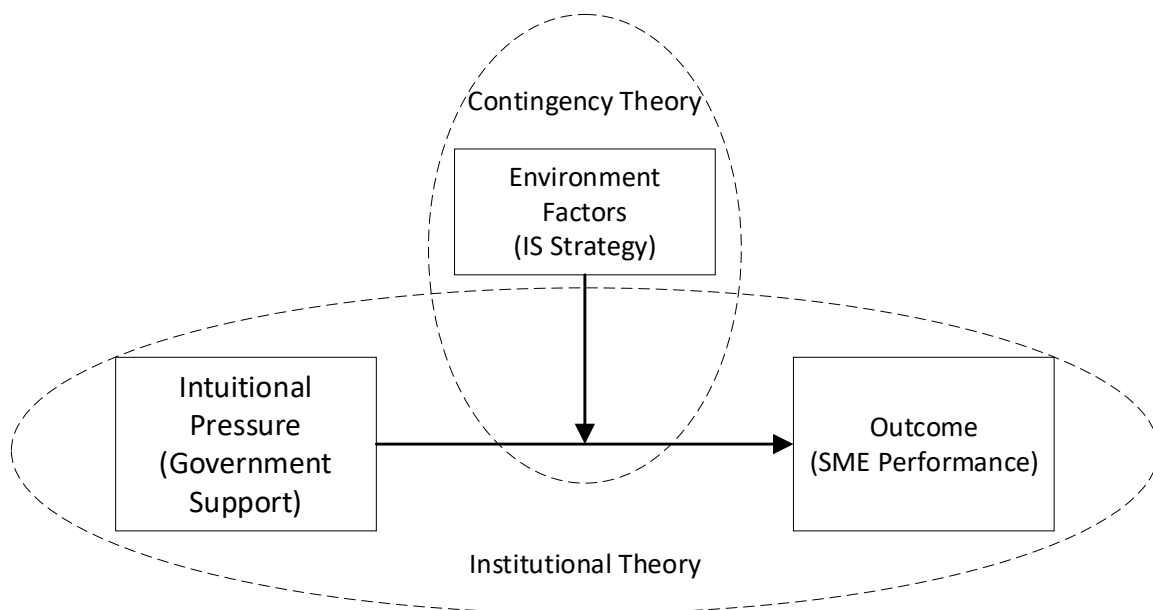 Contingency Theory
Environment
Factors
(IS Strategy)
Intuitional
Pressure
(Government
Support)
Outcome
(SME Performance)
Institutional Theory